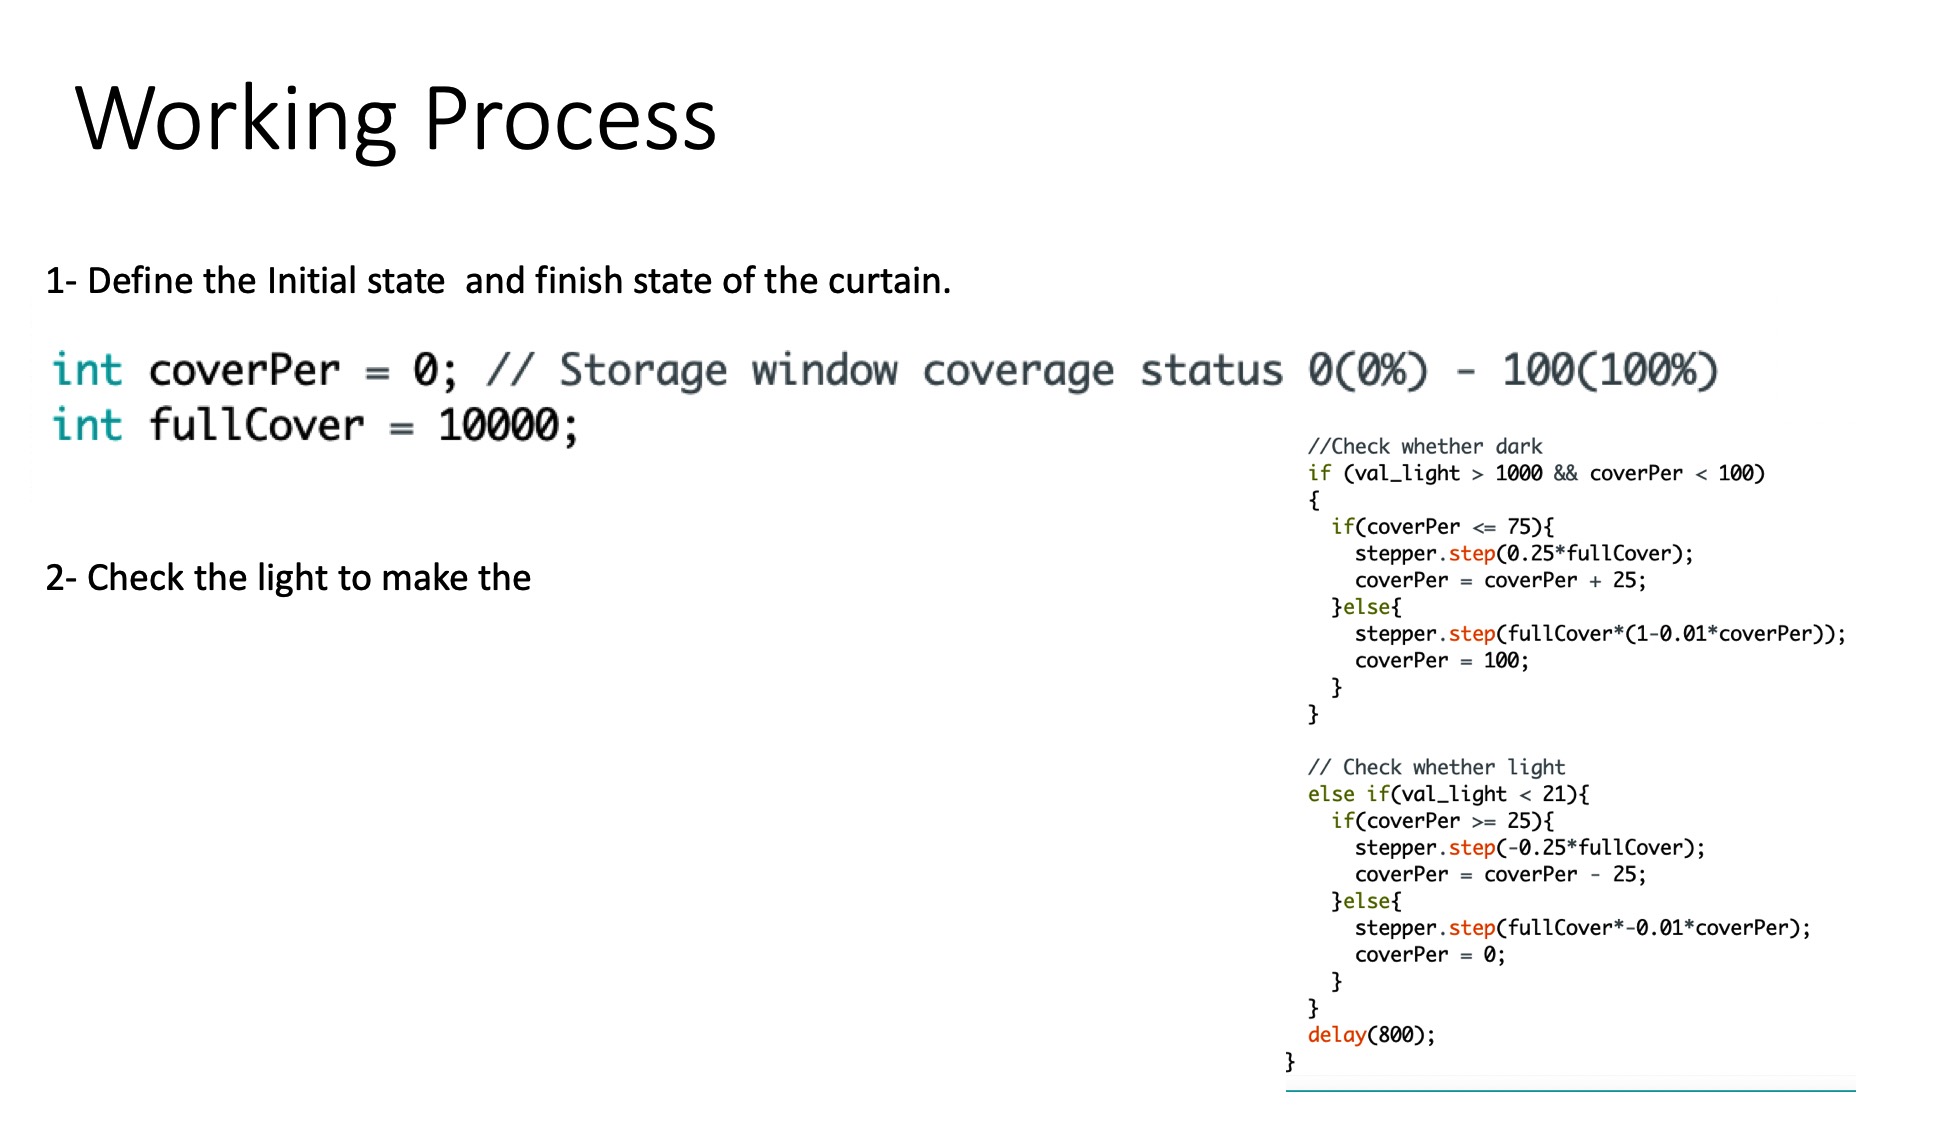 Working Process
1- Define the Initial state  and finish state of the curtain.
int coverPer = 0; // Storage window coverage status 0(0%) - 100(100%)
int fullCover = 10000;
2- Check the light to make the
//Check whether dark
if (val_light > 1000 && coverPer < 100)
{
if(coverPer <= 75){
stepper.step(0.25*fullCover);
coverPer = coverPer + 25;
}else{
stepper.step(fullCover*(1-0.01*coverPer));
coverPer = 100;
}
}
// Check whether light
else if(val_light < 21){
if(coverPer >= 25){
stepper.step(-0.25*fullCover);
coverPer = coverPer - 25;
}else{
stepper.step(fullCover*-0.01*coverPer);
coverPer = 0;
}
}
delay(800);
}